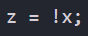 z = !x;